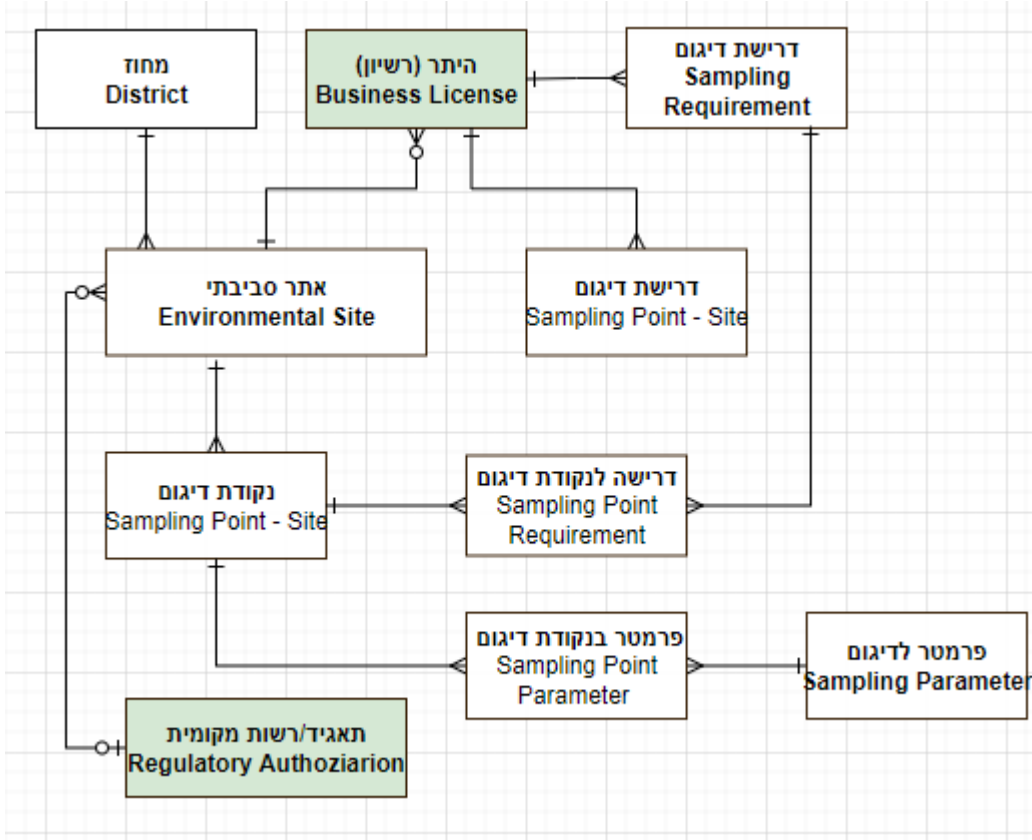 מחוז
District
היתר (רשיון)
Business License
דרישת דיגום
Sampling
Requirement
אתר סביבתי
Environmental Site
דרישת דיגום
Sampling Point - Site
נקודת דיגום
Sampling Point - Site
דרישה לנקודת דיגום
Sampling Point
Requirement
פרמטר בנקודת דיגום
Sampling Point
Parameter
פרמטר לדיגום
Sampling Parameter
תאגיד/רשות מקומית
Regulatory Authoziarion